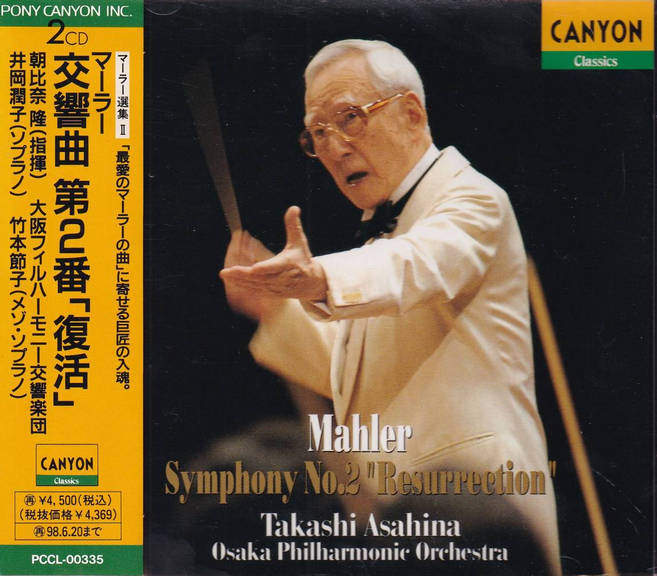 PONY CANYON INC.
2CD
マーラー
マーラー選集 Ⅱ
「最愛のマーラーの曲」に寄せる巨匠の入魂。
交響曲 第2番「復活」
朝比奈 隆(指揮) 大阪フィルハーモニー交響楽団
井岡潤子(ソプラノ) 竹本節子(メゾ・ソプラノ)
CANYON
Classics
再 ¥4,500(税込)
(税抜価格 ¥4,369)
再 98.6.20まで
PCCL-00335
CANYON
Classics
Mahler
Symphony No.2 "Resurrection"
Takashi Asahina
Osaka Philharmonic Orchestra